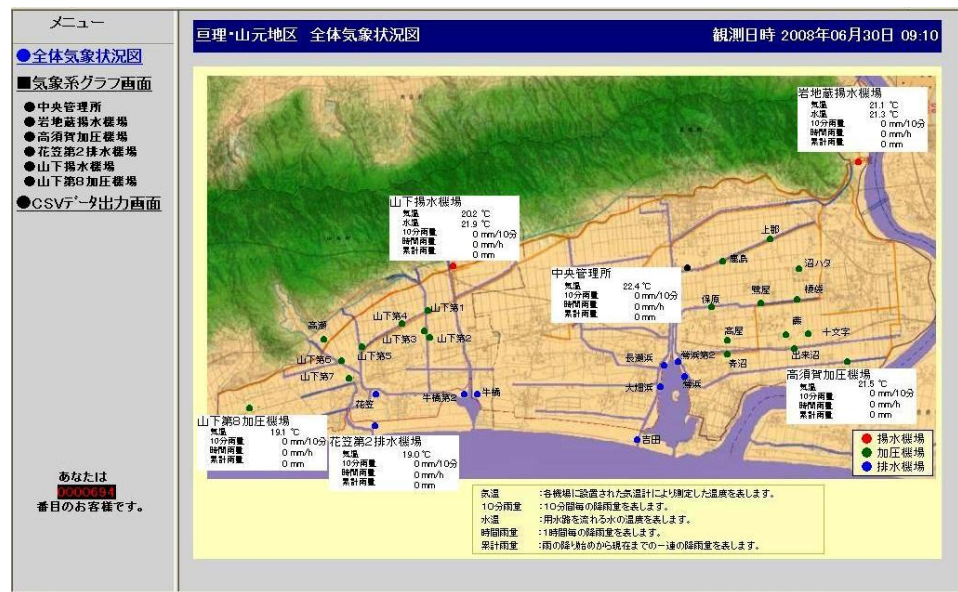 メニュー
●全体気象状況図
■気象系グラフ画面
●中央管理所
●岩地蔵揚水機場
●高須賀加圧機場
●花笠第2排水機場
●山下揚水機場
●山下第8加圧機場
●CSVデータ出力画面
あなたは
0000694
番目のお客様です。
亘理・山元地区 全体気象状況図
観測日時 2008年06月30日 09:10
岩地蔵揚水機場
気温 21.1 ℃
水温 21.3 ℃
10分雨量 0 mm/10分
時間雨量 0 mm/h
累計雨量 0 mm
山下揚水機場
気温 20.2 ℃
水温 21.9 ℃
10分雨量 0 mm/10分
時間雨量 0 mm/h
累計雨量 0 mm
中央管理所
気温 22.4 ℃
10分雨量 0 mm/10分
時間雨量 0 mm/h
累計雨量 0 mm
上郡
鹿島
沼ハタ
鷺屋
榎袋
保原
高屋
蕨
十文字
出来沼
青沼
長瀞浜
鳥浜第2
大畑浜
吉田
山下第1
山下第4
山下第3
山下第2
高瀬
山下第6
山下第5
山下第7
花笠
牛橋第2
牛橋
高須賀加圧機場
気温 21.5 ℃
10分雨量 0 mm/10分
時間雨量 0 mm/h
累計雨量 0 mm
山下第8加圧機場
気温 19.1 ℃
10分雨量 0 mm/10分
時間雨量 0 mm/h
累計雨量 0 mm
花笠第2排水機場
気温 19.0 ℃
10分雨量 0 mm/10分
時間雨量 0 mm/h
累計雨量 0 mm
●揚水機場
●加圧機場
●排水機場
気温 :各機場に設置された気温計により測定した温度を表します。
10分雨量 :10分間毎の降雨量を表します。
水温 :用水路を流れる水の温度を表します。
時間雨量 :1時間毎の降雨量を表します。
累計雨量 :雨の降り始めから現在までの一連の降雨量を表します。